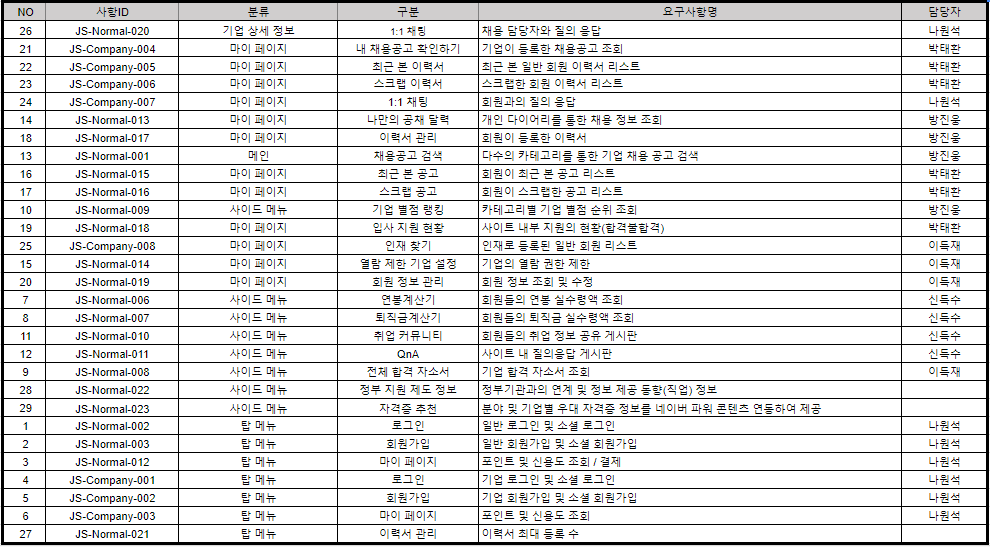 NO 사항ID 분류 구분 요구사항명 담당자
26 JS-Normal-020 기업 상세 정보 1:1 채팅 채용 담당자와 질의 응답 나원석
21 JS-Company-004 마이 페이지 내 채용공고 확인하기 기업이 등록한 채용공고 조회 박태환
22 JS-Company-005 마이 페이지 최근 본 이력서 최근 본 일반 회원 이력서 리스트 박태환
23 JS-Company-006 마이 페이지 스크랩 이력서 스크랩한 회원 이력서 리스트 박태환
24 JS-Company-007 마이 페이지 1:1 채팅 회원과의 질의 응답 나원석
14 JS-Normal-013 마이 페이지 나만의 공채 달력 개인 다이어리를 통한 채용 정보 조회 방진웅
18 JS-Normal-017 마이 페이지 이력서 관리 회원이 등록한 이력서 방진웅
13 JS-Normal-001 메인 채용공고 검색 다수의 카테고리를 통한 기업 채용 공고 검색 방진웅
16 JS-Normal-015 마이 페이지 최근 본 공고 회원이 최근 본 공고 리스트 박태환
17 JS-Normal-016 마이 페이지 스크랩 공고 회원이 스크랩한 공고 리스트 박태환
10 JS-Normal-009 사이드 메뉴 기업 별점 랭킹 카테고리별 기업 별점 순위 조회 방진웅
19 JS-Normal-018 마이 페이지 입사 지원 현황 사이트 내부 지원의 현황(합격불합격) 박태환
25 JS-Company-008 마이 페이지 인재 찾기 인재로 등록된 일반 회원 리스트 이득재
15 JS-Normal-014 마이 페이지 열람 제한 기업 설정 기업의 열람 권한 제한 이득재
20 JS-Normal-019 마이 페이지 회원 정보 관리 회원 정보 조회 및 수정 이득재
7 JS-Normal-006 사이드 메뉴 연봉계산기 회원들의 연봉 실수령액 조회 신득수
8 JS-Normal-007 사이드 메뉴 퇴직금계산기 회원들의 퇴직금 실수령액 조회 신득수
11 JS-Normal-010 사이드 메뉴 취업 커뮤니티 회원들의 취업 정보 공유 게시판 신득수
12 JS-Normal-011 사이드 메뉴 QnA 사이트 내 질의응답 게시판 신득수
9 JS-Normal-008 사이드 메뉴 전체 합격 자소서 기업 합격 자소서 조회 이득재
28 JS-Normal-022 사이드 메뉴 정부 지원 제도 정보 정부기관과의 연계 및 정보 제공 동향(직업) 정보
29 JS-Normal-023 사이드 메뉴 자격증 추천 분야 및 기업별 우대 자격증 정보를 네이버 파워 콘텐츠 연동하여 제공
1 JS-Normal-002 탑 메뉴 로그인 일반 로그인 및 소셜 로그인 나원석
2 JS-Normal-003 탑 메뉴 회원가입 일반 회원가입 및 소셜 회원가입 나원석
3 JS-Normal-012 탑 메뉴 마이 페이지 포인트 및 신용도 조회 / 결제 나원석
4 JS-Company-001 탑 메뉴 로그인 기업 로그인 및 소셜 로그인 나원석
5 JS-Company-002 탑 메뉴 회원가입 기업 회원가입 및 소셜 회원가입 나원석
6 JS-Company-003 탑 메뉴 마이 페이지 포인트 및 신용도 조회 나원석
27 JS-Normal-021 탑 메뉴 이력서 관리 이력서 최대 등록 수